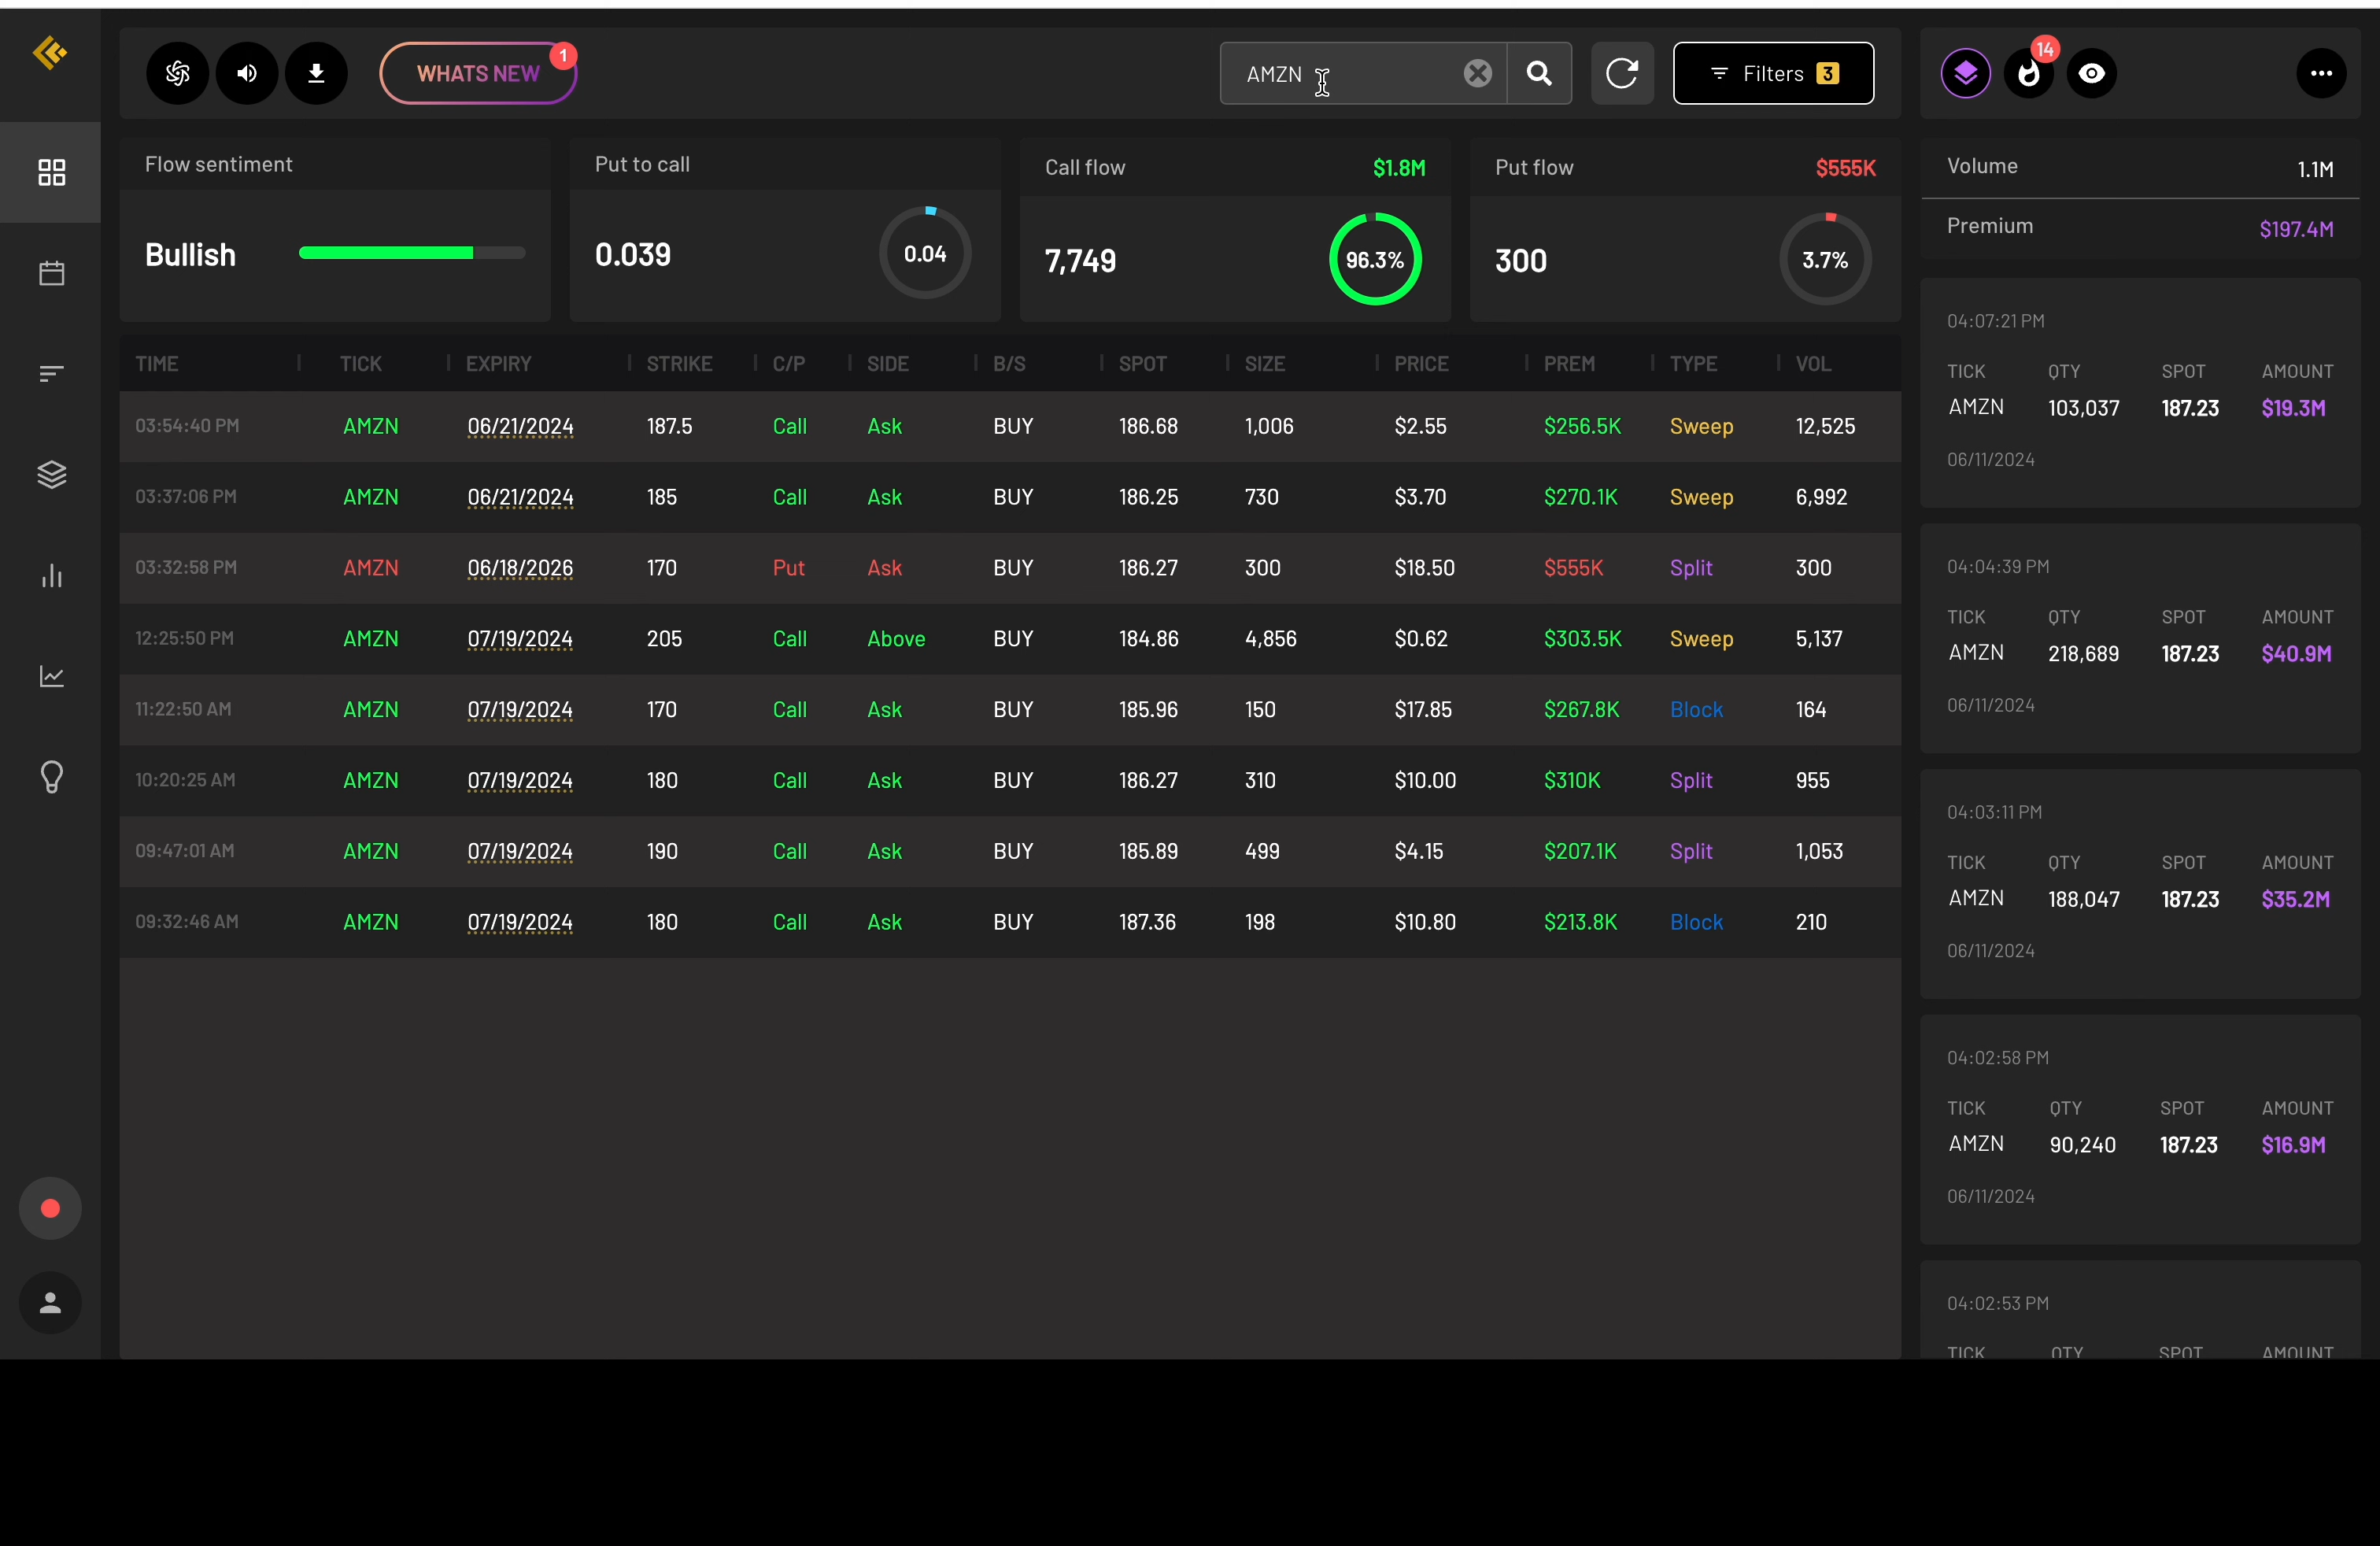 WHATS NEW 1
AMZN
Filters 3
14
Flow sentiment
Bullish
Put to call
0.039 0.04
Call flow $1.8M
7,749 96.3%
Put flow $555K
300 3.7%
TIME TICK EXPIRY STRIKE C/P SIDE B/S SPOT SIZE PRICE PREM TYPE VOL
03:54:40 PM AMZN 06/21/2024 187.5 Call Ask BUY 186.68 1,006 $2.55 $256.5K Sweep 12,525
03:37:06 PM AMZN 06/21/2024 185 Call Ask BUY 186.25 730 $3.70 $270.1K Sweep 6,992
03:32:58 PM AMZN 06/18/2026 170 Put Ask BUY 186.27 300 $18.50 $555K Split 300
12:25:50 PM AMZN 07/19/2024 205 Call Above BUY 184.86 4,856 $0.62 $303.5K Sweep 5,137
11:22:50 AM AMZN 07/19/2024 170 Call Ask BUY 185.96 150 $17.85 $267.8K Block 164
10:20:25 AM AMZN 07/19/2024 180 Call Ask BUY 186.27 310 $10.00 $310K Split 955
09:47:01 AM AMZN 07/19/2024 190 Call Ask BUY 185.89 499 $4.15 $207.1K Split 1,053
09:32:46 AM AMZN 07/19/2024 180 Call Ask BUY 187.36 198 $10.80 $213.8K Block 210
Volume 1.1M
Premium $197.4M
04:07:21 PM
TICK QTY SPOT AMOUNT
AMZN 103,037 187.23 $19.3M
06/11/2024
04:04:39 PM
TICK QTY SPOT AMOUNT
AMZN 218,689 187.23 $40.9M
06/11/2024
04:03:11 PM
TICK QTY SPOT AMOUNT
AMZN 188,047 187.23 $35.2M
06/11/2024
04:02:58 PM
TICK QTY SPOT AMOUNT
AMZN 90,240 187.23 $16.9M
06/11/2024
04:02:53 PM
TICK QTY SPOT AMOUNT